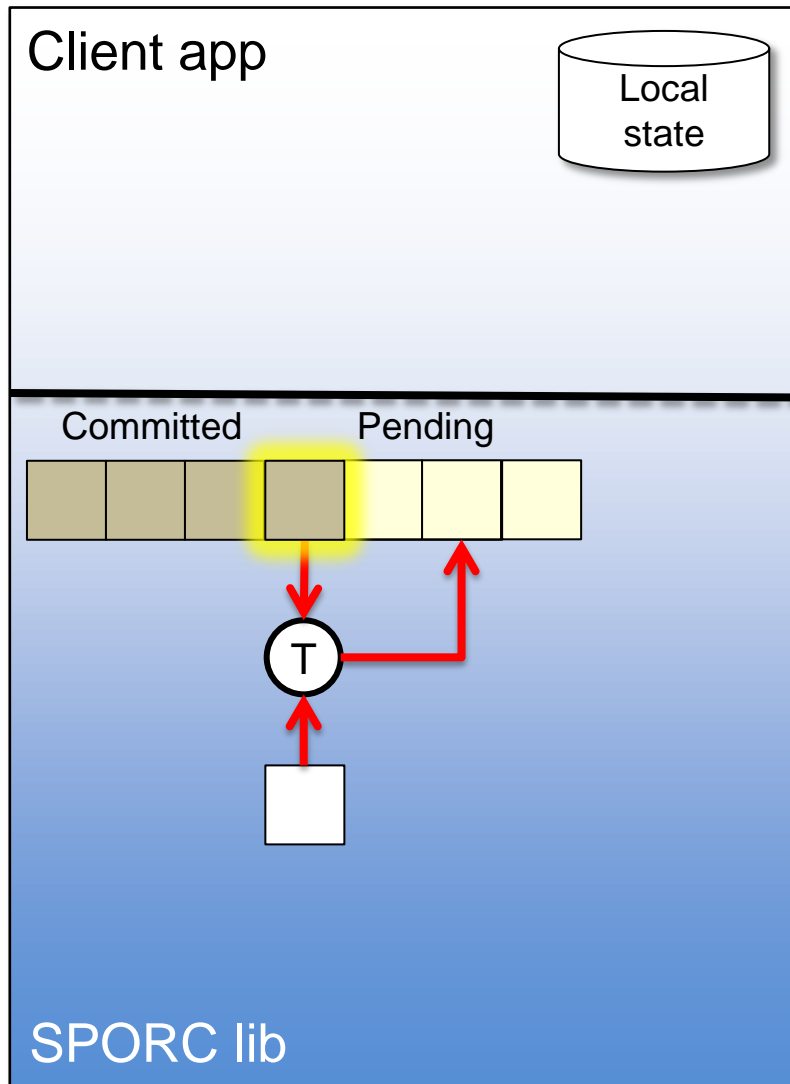 Client app
Local
state
Committed
Pending
T
SPORC lib